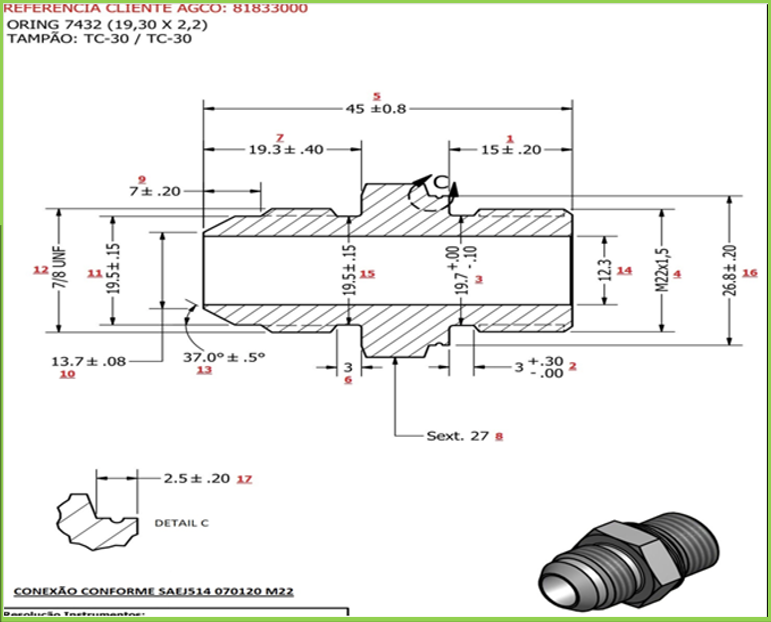 REFERENCIA CLIENTE AGCO: 81833000
ORING 7432 (19,30 X 2,2)
TAMPÃO: TC-30 / TC-30
5
45 ±0.8
7
19.3± .40
1
15± .20
9
7± .20
C
12
7/8 UNF
11
19.5± .15
19.5± .15
15
19.7 +.00 -.10
3
12.3
14
M22x1,5
4
26.8± .20
16
13.7± .08
10
37.0°± .5°
13
3
6
3 +.30 -.00
2
Sext. 27 8
2.5± .20 17
DETAIL C
CONEXÃO CONFORME SAEJ514 070120 M22
Resolução Instrumentos: